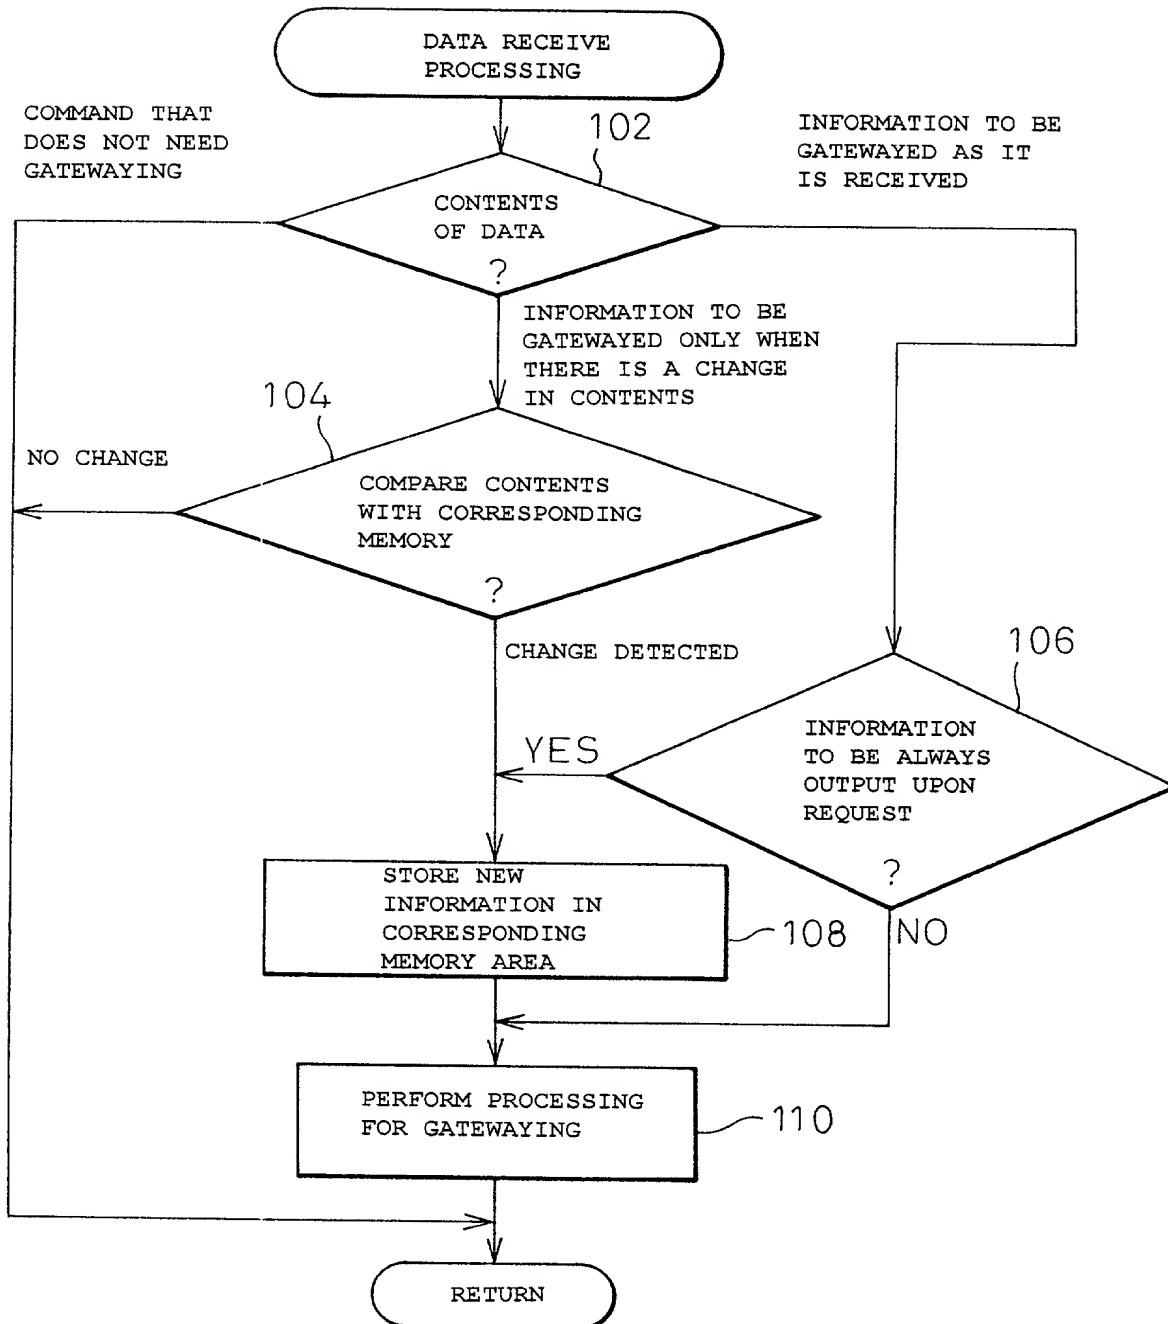 DATA RECEIVE
PROCESSING
COMMAND THAT
DOES NOT NEED
GATEWAYING
102
INFORMATION TO BE
GATEWAYED AS IT
IS RECEIVED
CONTENTS
OF DATA
?
INFORMATION TO BE
GATEWAYED ONLY WHEN
THERE IS A CHANGE
IN CONTENTS
104
NO CHANGE
COMPARE CONTENTS
WITH CORRESPONDING
MEMORY
?
CHANGE DETECTED
106
YES
INFORMATION
TO BE ALWAYS
OUTPUT UPON
REQUEST
?
NO
STORE NEW
INFORMATION IN
CORRESPONDING
MEMORY AREA
108
PERFORM PROCESSING
FOR GATEWAYING
110
RETURN